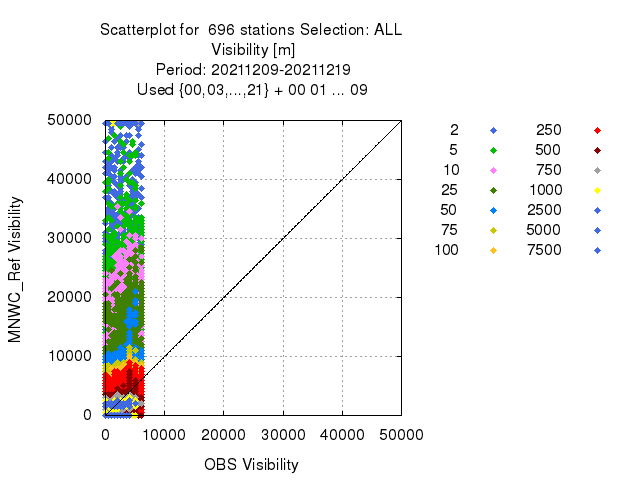 Scatterplot for  696 stations Selection: ALL
Visibility [m]
Period: 20211209-20211219
Used {00,03,...,21} + 00 01 ... 09
50000
40000
30000
20000
10000
0
MNWC_Ref Visibility
0 10000 20000 30000 40000 50000
OBS Visibility
2 250
5 500
10 750
25 1000
50 2500
75 5000
100 7500